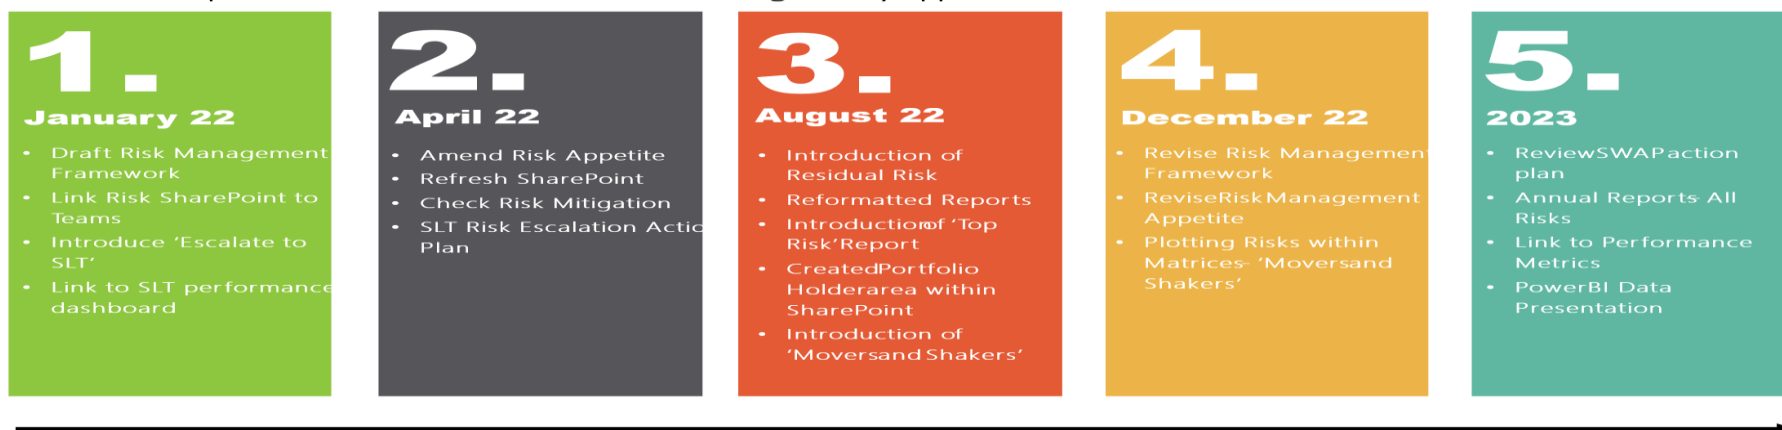 1.
January 22
• Draft Risk Management
Framework
• Link Risk SharePoint to
Teams
• Introduce ‘Escalate to
SLT’
• Link to SLT performance
dashboard
2.
April 22
• Amend Risk Appetite
• Refresh SharePoint
• Check Risk Mitigation
• SLT Risk Escalation Actio
Plan
3.
August 22
• Introduction of
Residual Risk
• Reformatted Reports
• Introductionof ‘Top
Risk’Report
• CreatedPortfolio
Holderarea within
SharePoint
• Introduction of
‘Moversand Shakers’
4.
December 22
• Revise Risk Management
Framework
• ReviseRiskManagement
Appetite
• Plotting Risks within
Matrices– ‘Moversand
Shakers’
5.
2023
• ReviewSWAPaction
plan
• Annual Reports– All
Risks
• Link to Performance
Metrics
• PowerBI Data
Presentation